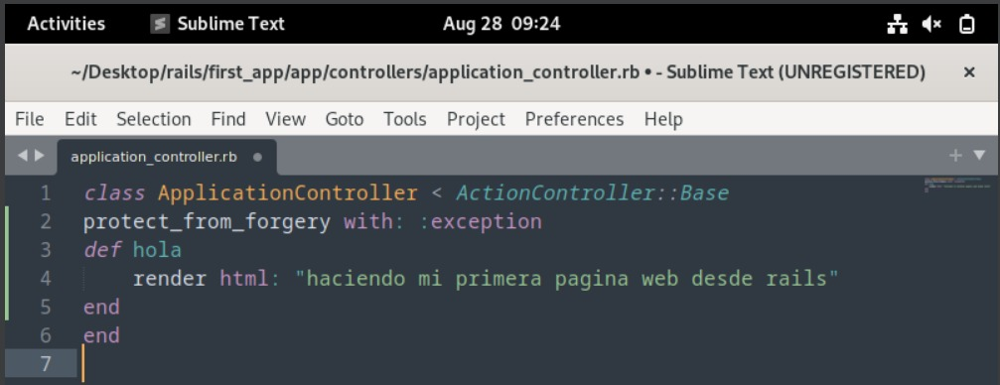 Activities Sublime Text Aug 28 09:24
~/Desktop/rails/first_app/app/controllers/application_controller.rb • - Sublime Text (UNREGISTERED) ×
File Edit Selection Find View Goto Tools Project Preferences Help
application_controller.rb
1 class ApplicationController < ActionController::Base
2 protect_from_forgery with: :exception
3 def hola
4     render html: "haciendo mi primera pagina web desde rails"
5 end
6 end
7